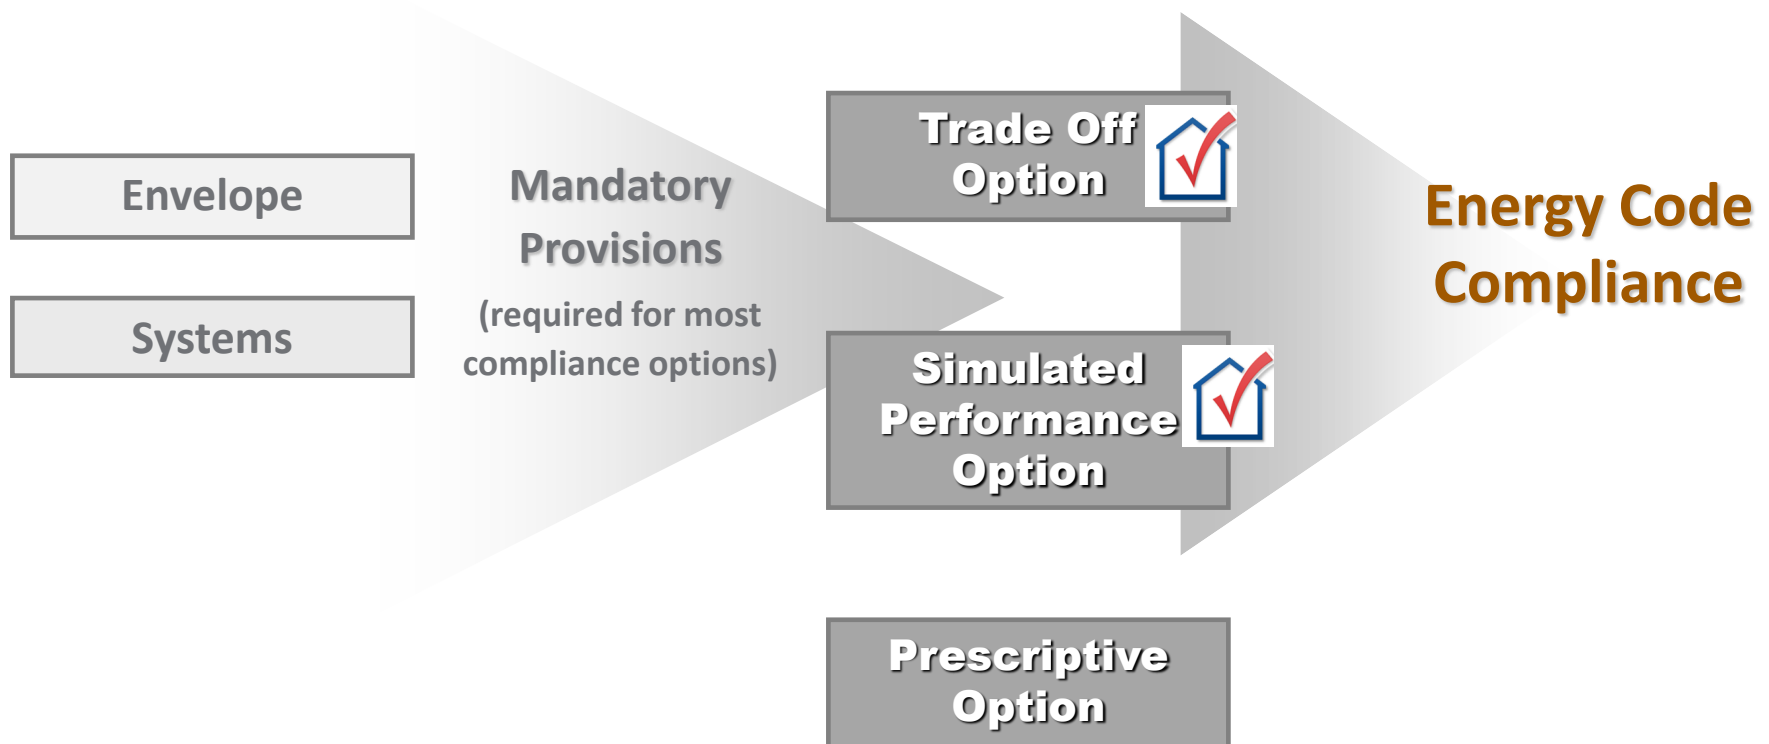 Envelope
Systems
Mandatory
Provisions
(required for most
compliance options)
Trade Off
Option
Simulated
Performance
Option
Prescriptive
Option
Energy Code
Compliance